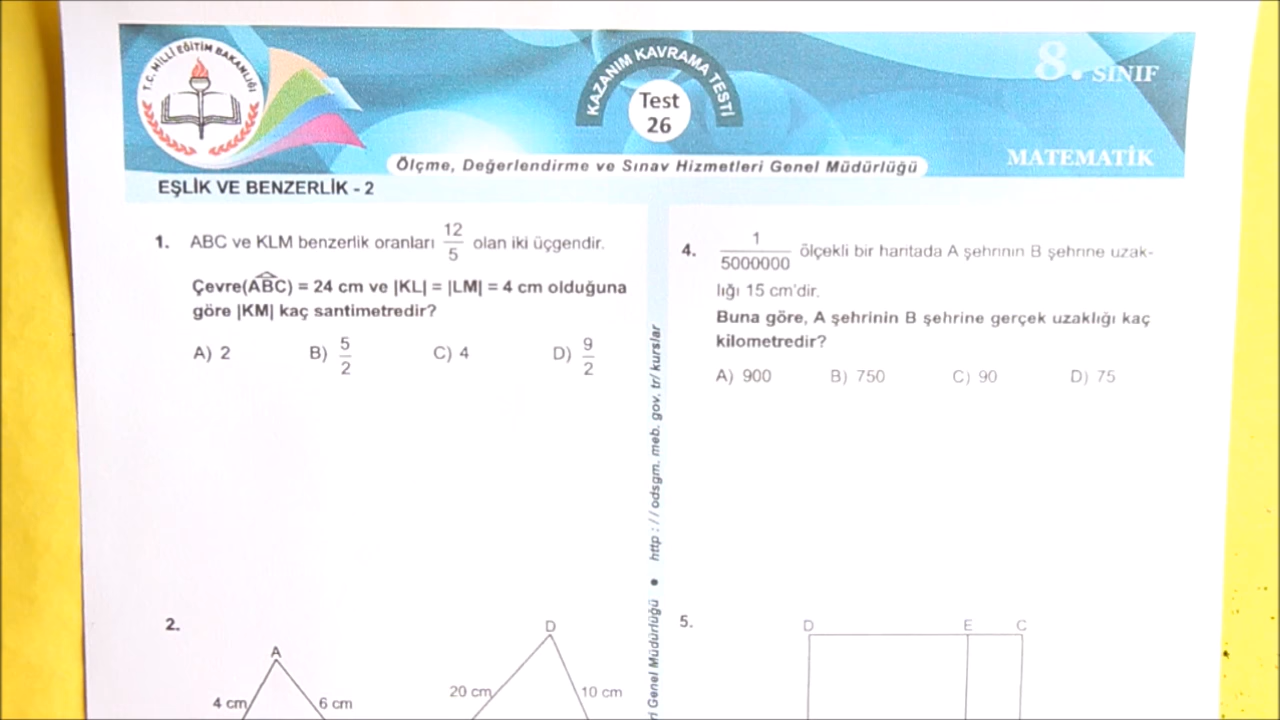 T.C. MİLLİ EĞİTİM BAKANLIĞI
KAZANIM KAVRAMA TESTİ
Test
26
8. SINIF
MATEMATİK
Ölçme, Değerlendirme ve Sınav Hizmetleri Genel Müdürlüğü
EŞLİK VE BENZERLİK - 2
1. ABC ve KLM benzerlik oranları 12/5 olan iki üçgendir.
Çevre(ABC) = 24 cm ve |KL| = |LM| = 4 cm olduğuna
göre |KM| kaç santimetredir?
A) 2 B) 5/2 C) 4 D) 9/2
2.
A
4 cm 6 cm
D
20 cm 10 cm
ri Genel Müdürlüğü ● http : / / odsgm. meb. gov. tr/ kurslar
4. 1/5000000 ölçekli bir haritada A şehrinin B şehrine uzak-
lığı 15 cm'dir.
Buna göre, A şehrinin B şehrine gerçek uzaklığı kaç
kilometredir?
A) 900 B) 750 C) 90 D) 75
5.
D E C